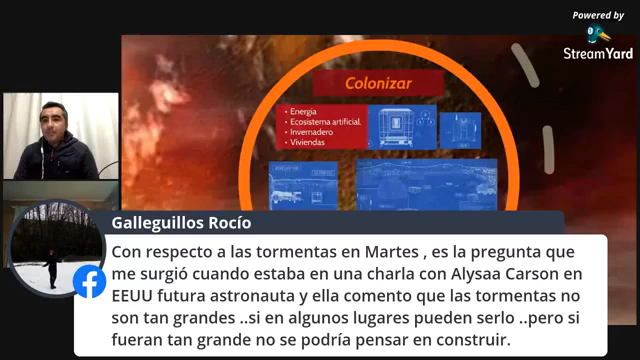 Powered by
StreamYard
Colonizar
• Energía
• Ecosistema artificial.
• Invernadero
• Viviendas
Galleguillos Rocío
Con respecto a las tormentas en Martes , es la pregunta que
me surgió cuando estaba en una charla con Alysaa Carson en
EEUU futura astronauta y ella comento que las tormentas no
son tan grandes ..si en algunos lugares pueden serlo ..pero si
fueran tan grande no se podría pensar en construir.